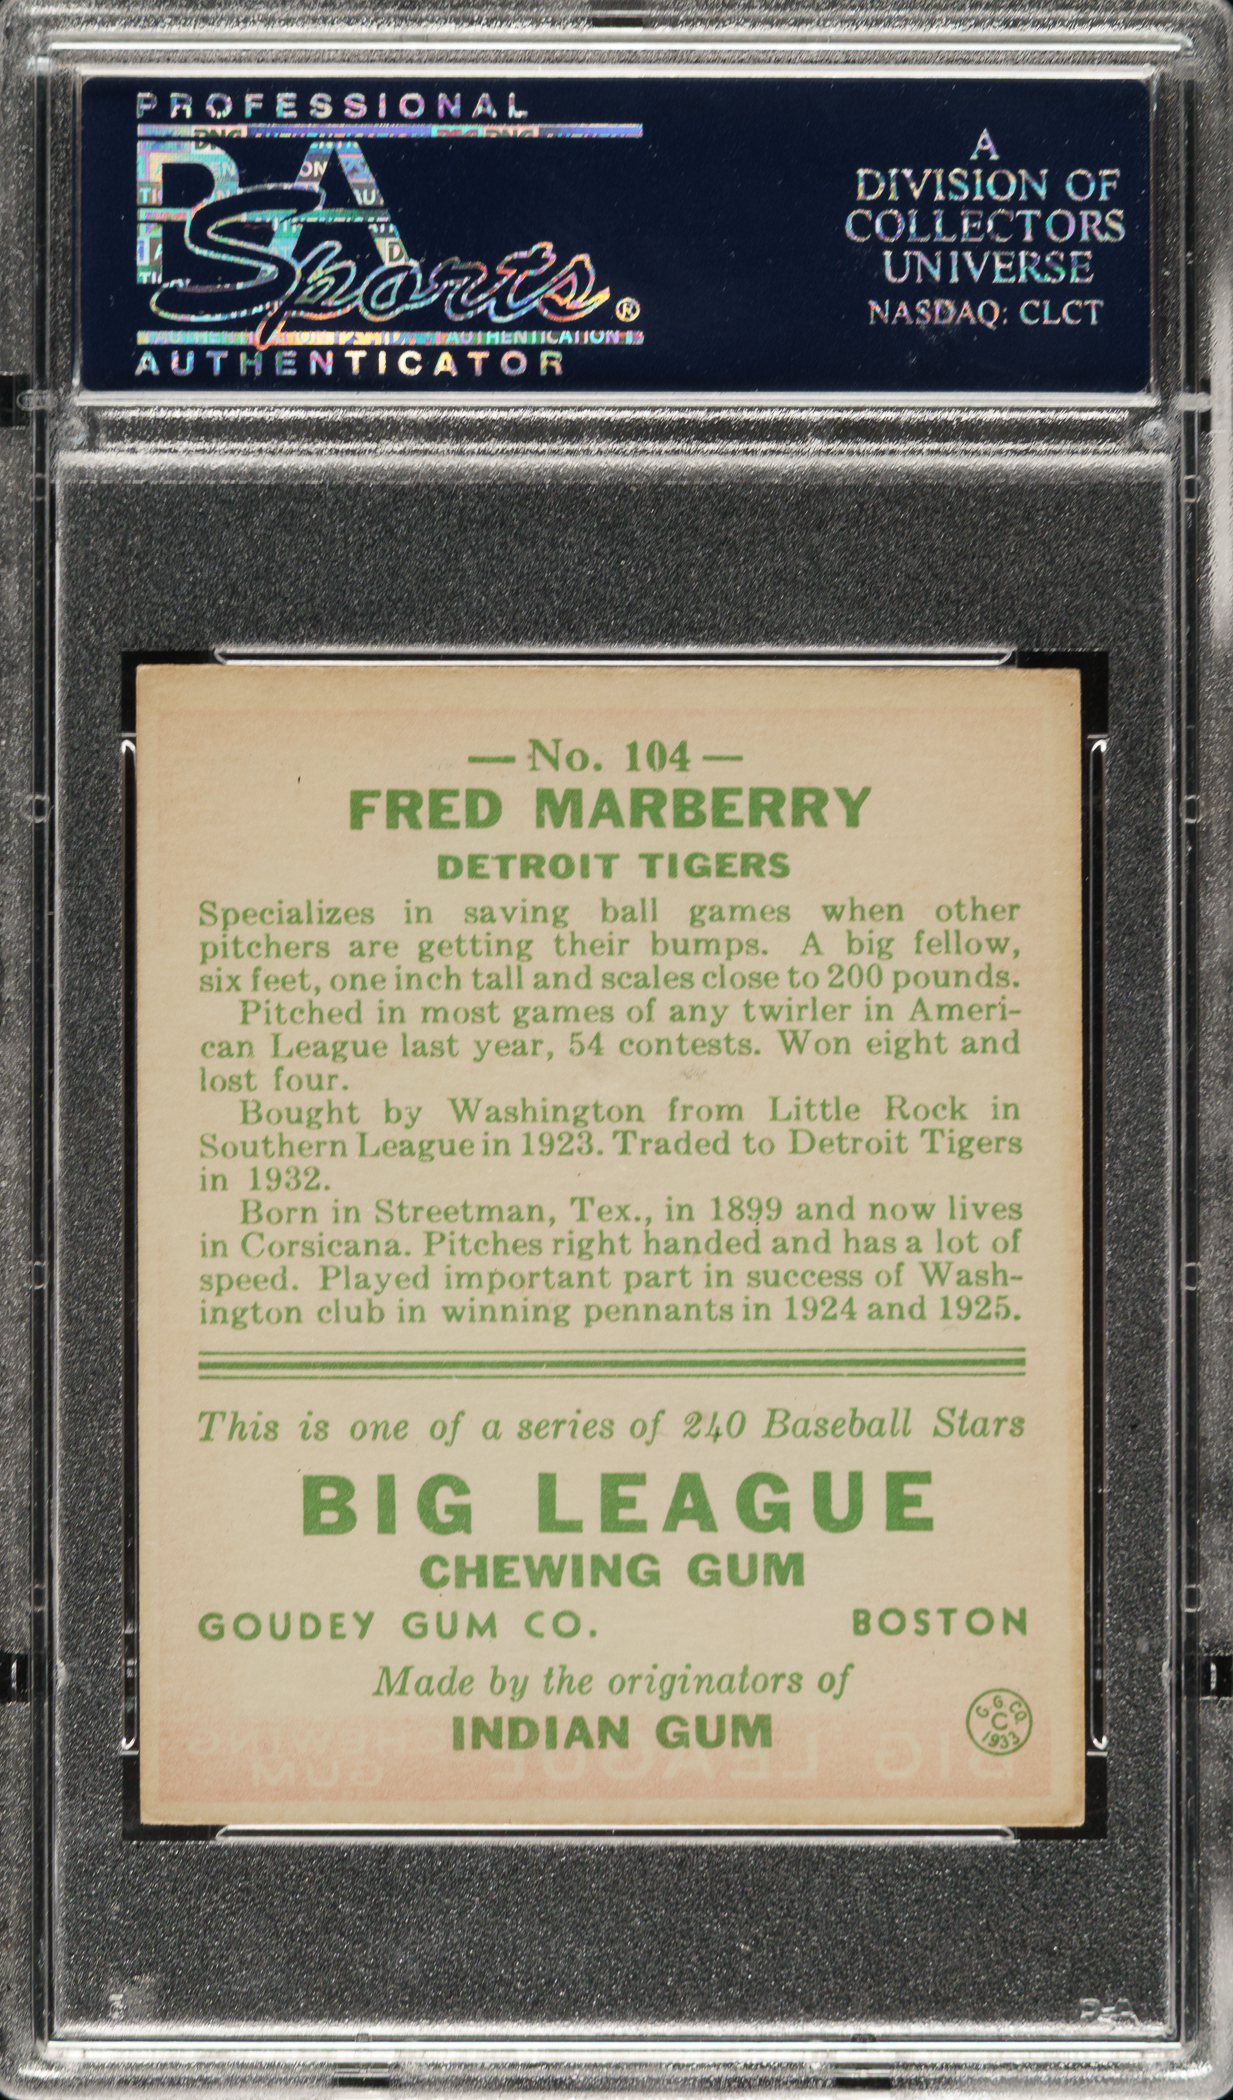 PROFESSIONAL
PSA
Sports®
AUTHENTICATOR
A
DIVISION OF
COLLECTORS
UNIVERSE
NASDAQ: CLCT
— No. 104 —
FRED MARBERRY
DETROIT TIGERS
Specializes in saving ball games when other
pitchers are getting their bumps. A big fellow,
six feet, one inch tall and scales close to 200 pounds.
Pitched in most games of any twirler in Ameri-
can League last year, 54 contests. Won eight and
lost four.
Bought by Washington from Little Rock in
Southern League in 1923. Traded to Detroit Tigers
in 1932.
Born in Streetman, Tex., in 1899 and now lives
in Corsicana. Pitches right handed and has a lot of
speed. Played important part in success of Wash-
ington club in winning pennants in 1924 and 1925.
This is one of a series of 240 Baseball Stars
BIG LEAGUE
CHEWING GUM
GOUDEY GUM CO. BOSTON
Made by the originators of
INDIAN GUM
G. G. CO.
C
1933
BIG LEAGUE CHEWING
GUM
PSA